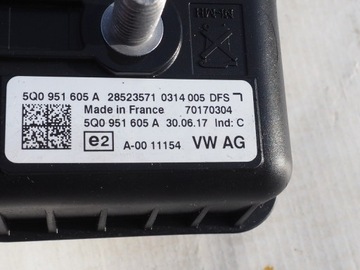 5Q0 951 605 A 28523571 0314 005 DFS
Made in France 70170304
5Q0 951 605 A 30.06.17 Ind: C
e2 A-00 11154 VW AG